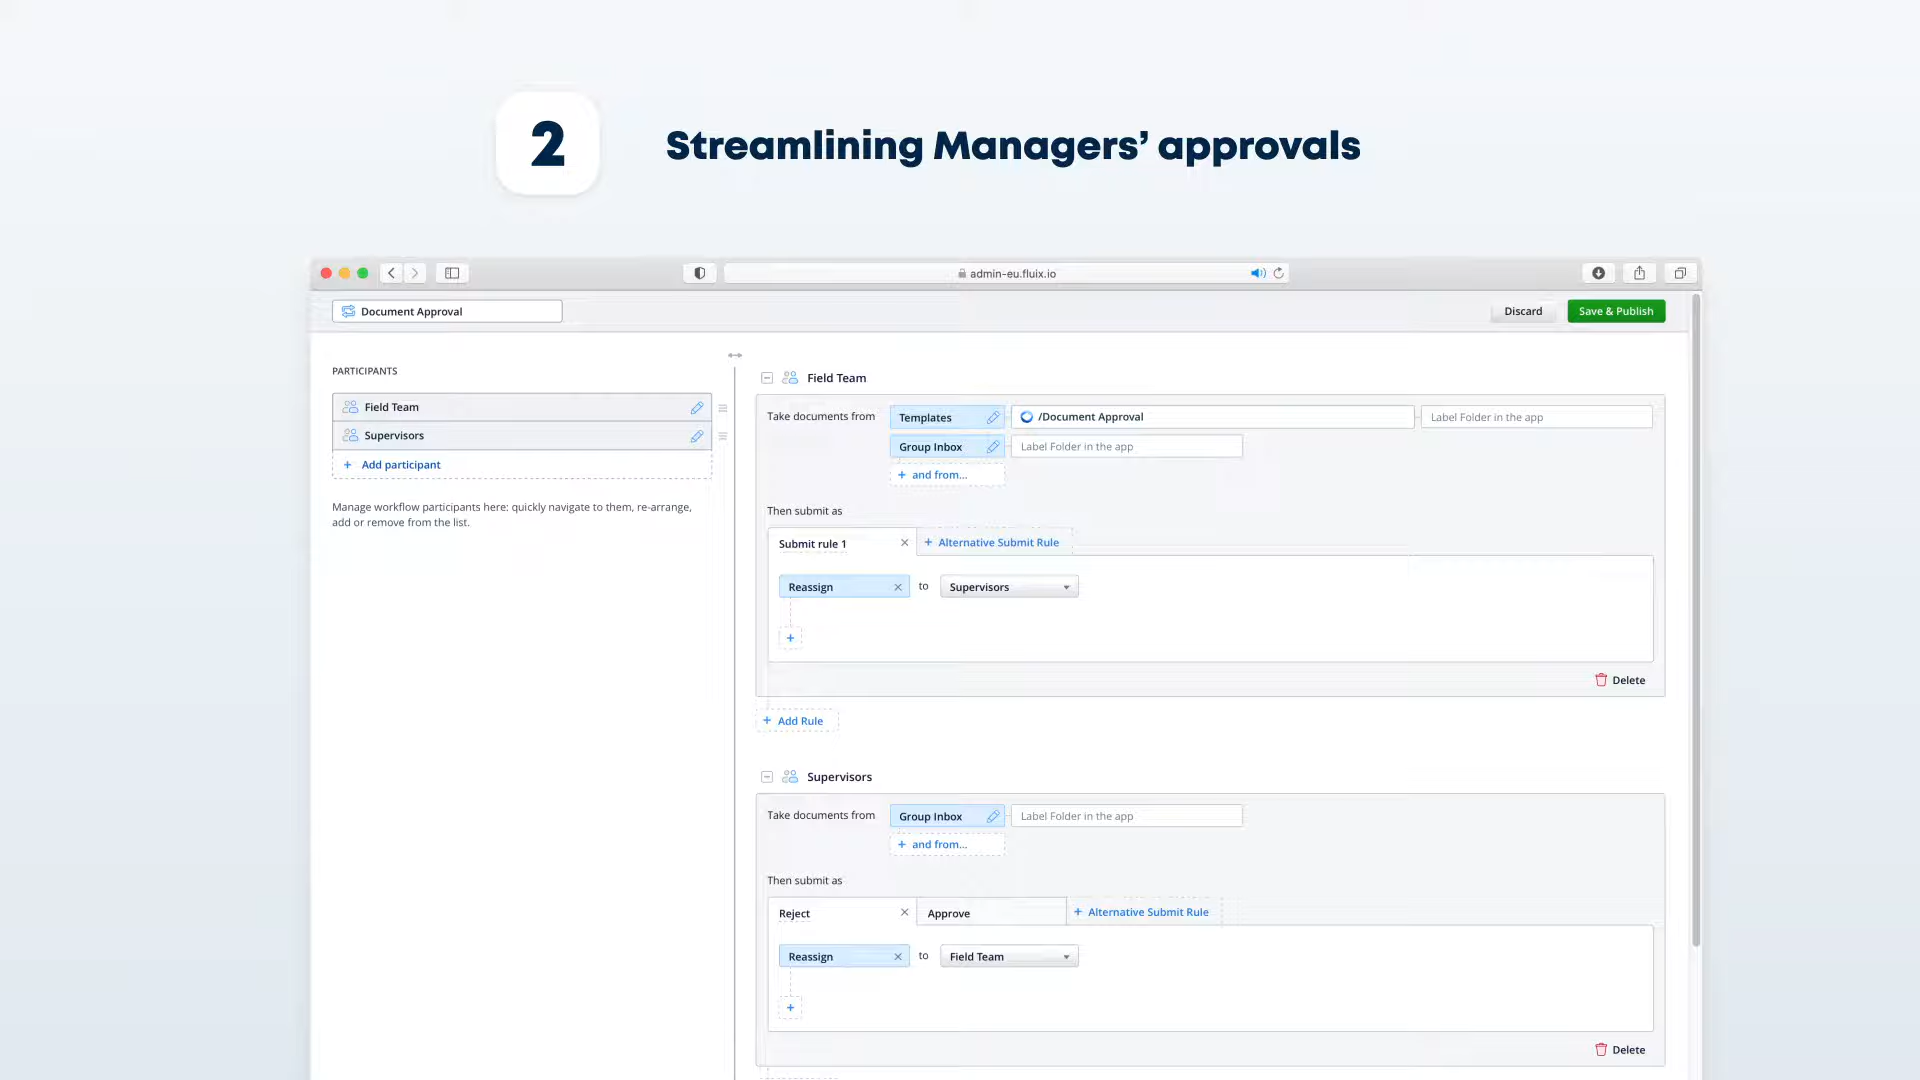 2
Streamlining Managers’ approvals
admin-eu.fluix.io
Document Approval
Discard
Save & Publish
PARTICIPANTS
Field Team
Supervisors
+ Add participant
Manage workflow participants here: quickly navigate to them, re-arrange,
add or remove from the list.
Field Team
Take documents from Templates /Document Approval Label Folder in the app
Group Inbox Label Folder in the app
+ and from...
Then submit as
Submit rule 1 + Alternative Submit Rule
Reassign to Supervisors
+
Delete
+ Add Rule
Supervisors
Take documents from Group Inbox Label Folder in the app
+ and from...
Then submit as
Reject Approve + Alternative Submit Rule
Reassign to Field Team
+
Delete